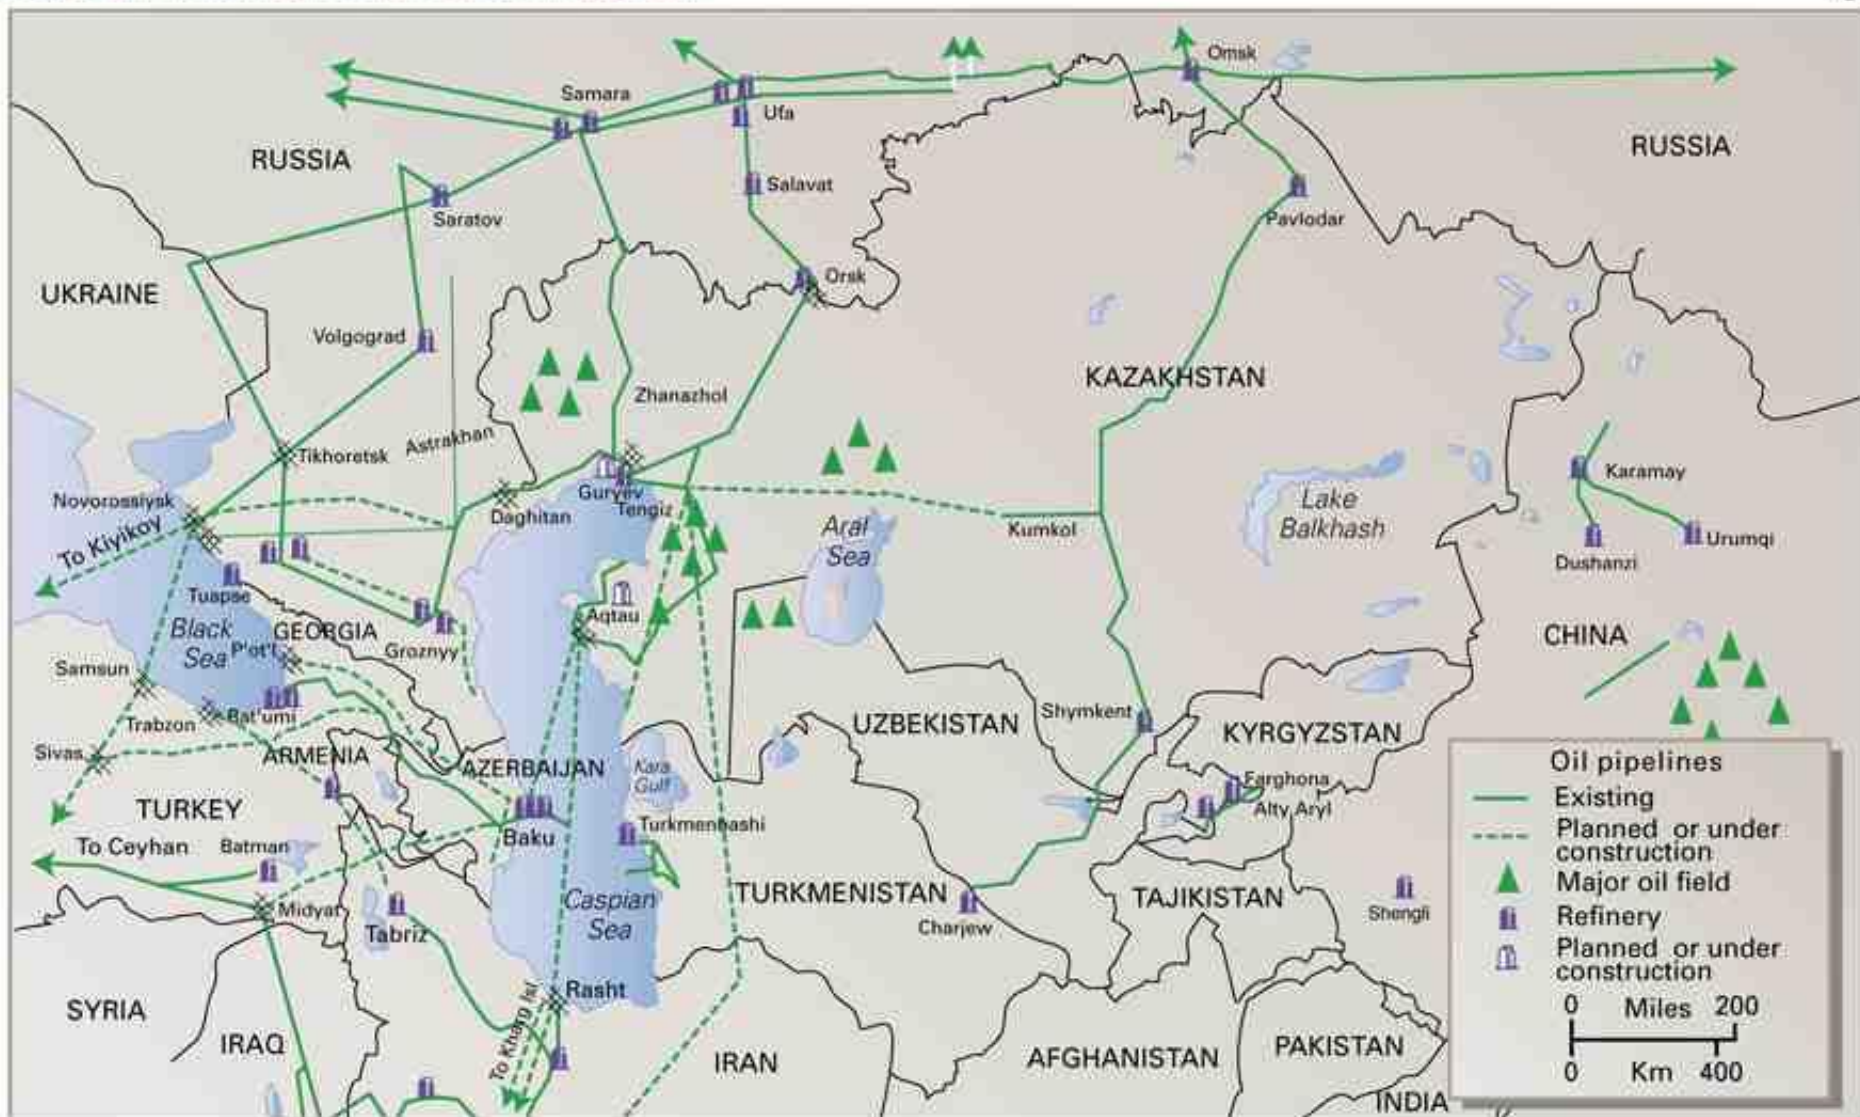 Omsk
Samara
Ufa
RUSSIA
RUSSIA
Salavat
Saratov
Pavlodar
Orsk
UKRAINE
Volgograd
KAZAKHSTAN
Zhanazhol
Astrakhan
Tikhoretsk
Karamay
Novorossiysk
Guryev
Daghitan
Tengiz
Lake
Balkhash
Aral
Sea
Kumkol
To Kiyikoy
Urumqi
Dushanzi
Tuapse
Aqtau
Black
Sea
GEORGIA
P'ot'i
Groznyy
CHINA
Samsun
Trabzon
Bat'umi
Shymkent
UZBEKISTAN
KYRGYZSTAN
Sivas
ARMENIA
AZERBAIJAN
Kara
Gulf
Farghona
Alty Aryl
TURKEY
Turkmenbashi
Baku
To Ceyhan
Batman
TURKMENISTAN
TAJIKISTAN
Caspian
Sea
Midyat
Tabriz
Charjew
Shengli
Rasht
To Kharg Isl
SYRIA
IRAQ
IRAN
AFGHANISTAN
PAKISTAN
INDIA
Oil pipelines
Existing
Planned or under
construction
Major oil field
Refinery
Planned or under
construction
0 Miles 200
0 Km 400